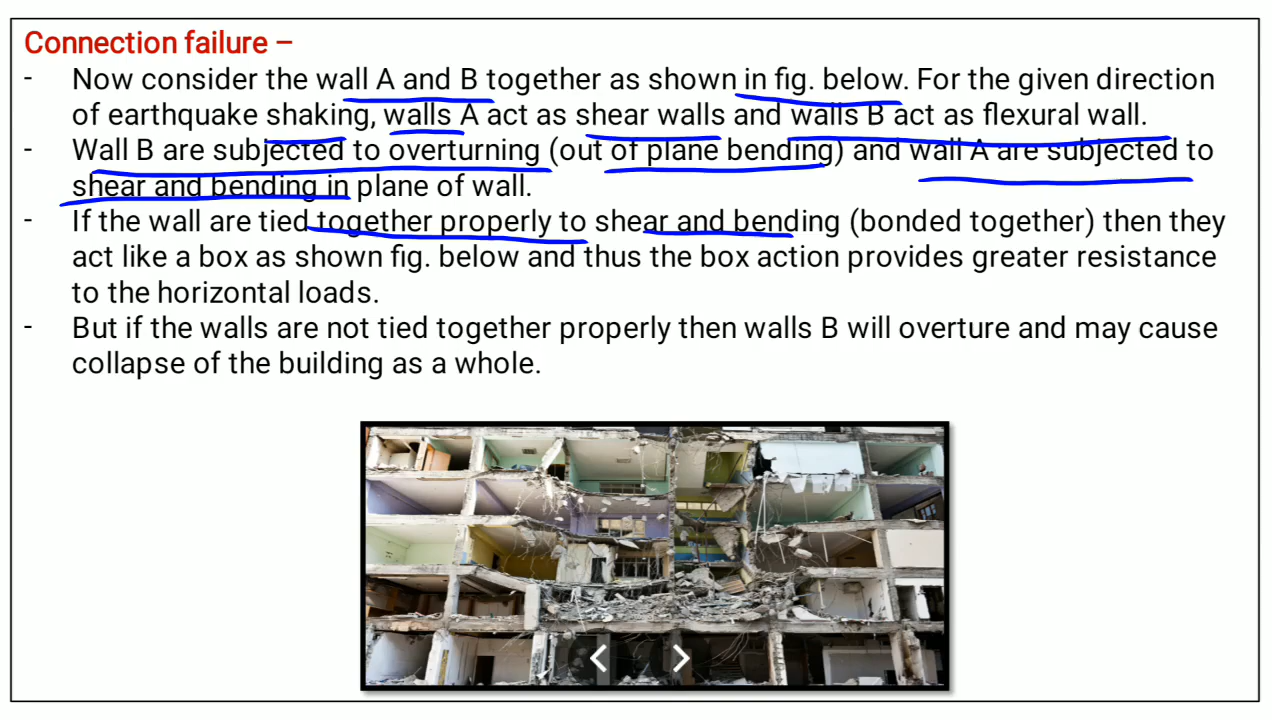 Connection failure –
- Now consider the wall A and B together as shown in fig. below. For the given direction
of earthquake shaking, walls A act as shear walls and walls B act as flexural wall.
- Wall B are subjected to overturning (out of plane bending) and wall A are subjected to
shear and bending in plane of wall.
- If the wall are tied together properly to shear and bending (bonded together) then they
act like a box as shown fig. below and thus the box action provides greater resistance
to the horizontal loads.
- But if the walls are not tied together properly then walls B will overture and may cause
collapse of the building as a whole.